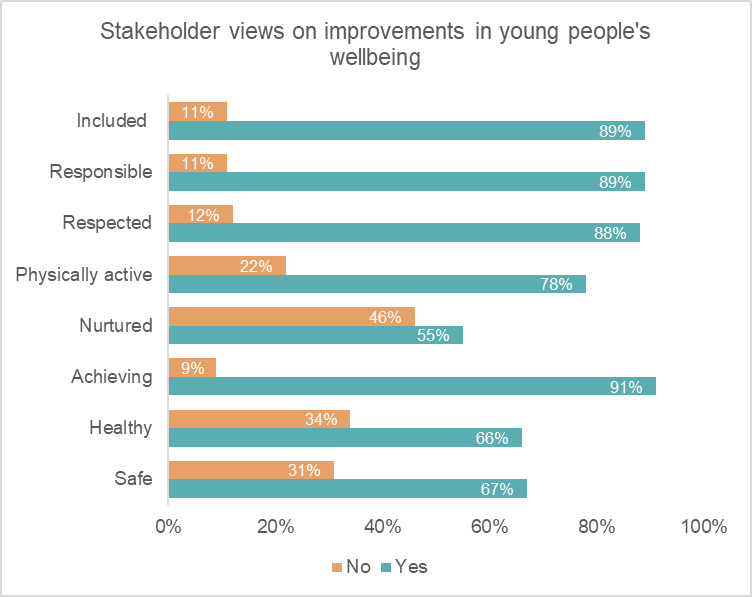 Stakeholder views on improvements in young people's
wellbeing
Included
11%
89%
Responsible
11%
89%
Respected
12%
88%
Physically active
22%
78%
Nurtured
46%
55%
Achieving
9%
91%
Healthy
34%
66%
Safe
31%
67%
0% 20% 40% 60% 80% 100%
No Yes